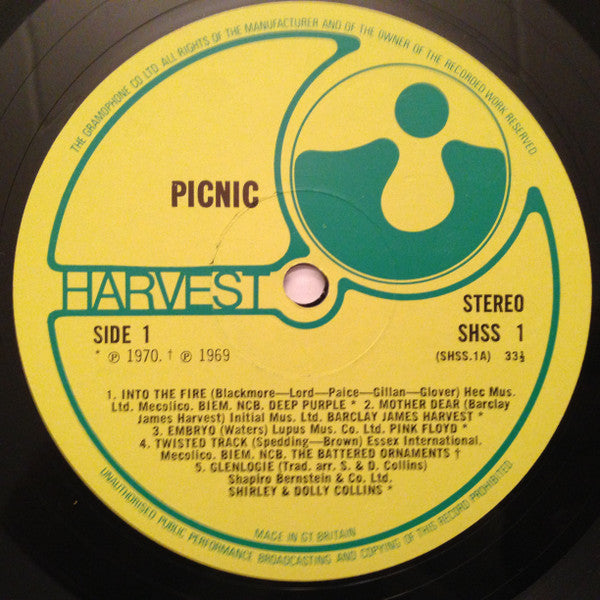 THE GRAMOPHONE CO LTD. ALL RIGHTS OF THE MANUFACTURER AND OF THE OWNER OF THE RECORDED WORK RESERVED
PICNIC
HARVEST
SIDE 1
* ℗ 1970. † ℗ 1969
STEREO
SHSS 1
(SHSS.1A) 33⅓
1. INTO THE FIRE (Blackmore—Lord—Paice—Gillan—Glover) Hec Mus.
Ltd. Mecolico. BIEM. NCB. DEEP PURPLE * 2. MOTHER DEAR (Barclay
James Harvest) Initial Mus. Ltd. BARCLAY JAMES HARVEST *
3. EMBRYO (Waters) Lupus Mus. Co. Ltd. PINK FLOYD *
4. TWISTED TRACK (Spedding—Brown) Essex International.
Mecolico. BIEM. NCB. THE BATTERED ORNAMENTS †
5. GLENLOGIE (Trad. arr. S. & D. Collins)
Shapiro Bernstein & Co. Ltd.
SHIRLEY & DOLLY COLLINS *
MADE IN GT BRITAIN
UNAUTHORISED PUBLIC PERFORMANCE BROADCASTING AND COPYING OF THIS RECORD PROHIBITED